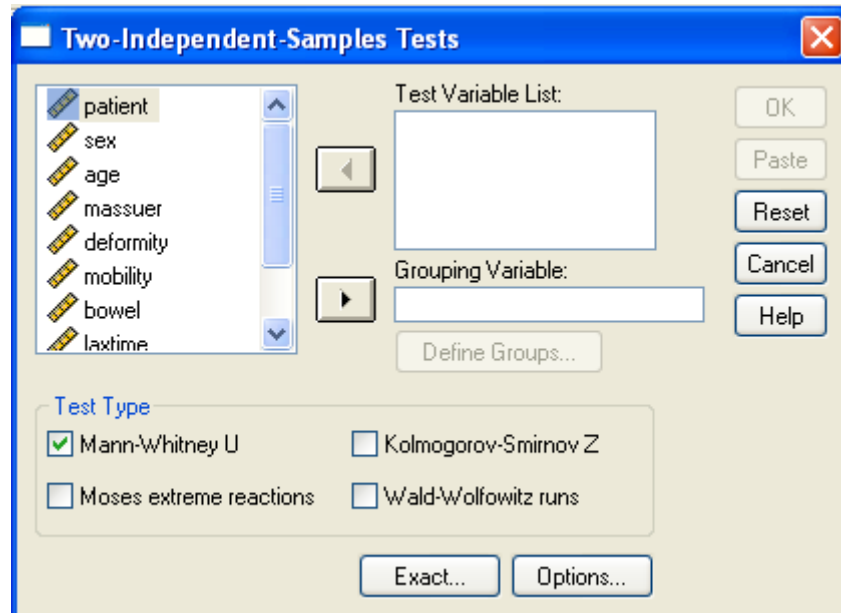 Two-Independent-Samples Tests
patient
sex
age
massuer
deformity
mobility
bowel
laxtime
Test Variable List:
Grouping Variable:
Define Groups...
OK
Paste
Reset
Cancel
Help
Test Type
Mann-Whitney U
Kolmogorov-Smirnov Z
Moses extreme reactions
Wald-Wolfowitz runs
Exact...
Options...